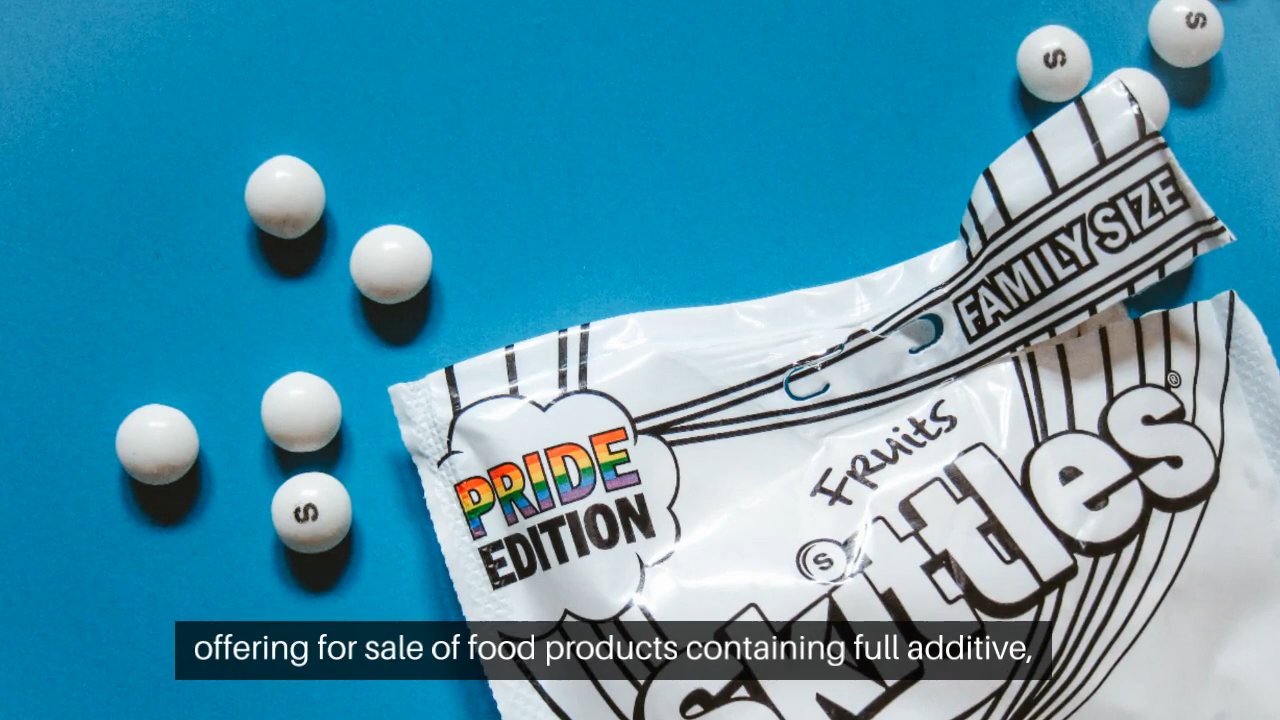 S
S
FAMILY SIZE
PRIDE
EDITION
Fruits
S
skittles®
S
offering for sale of food products containing full additive,